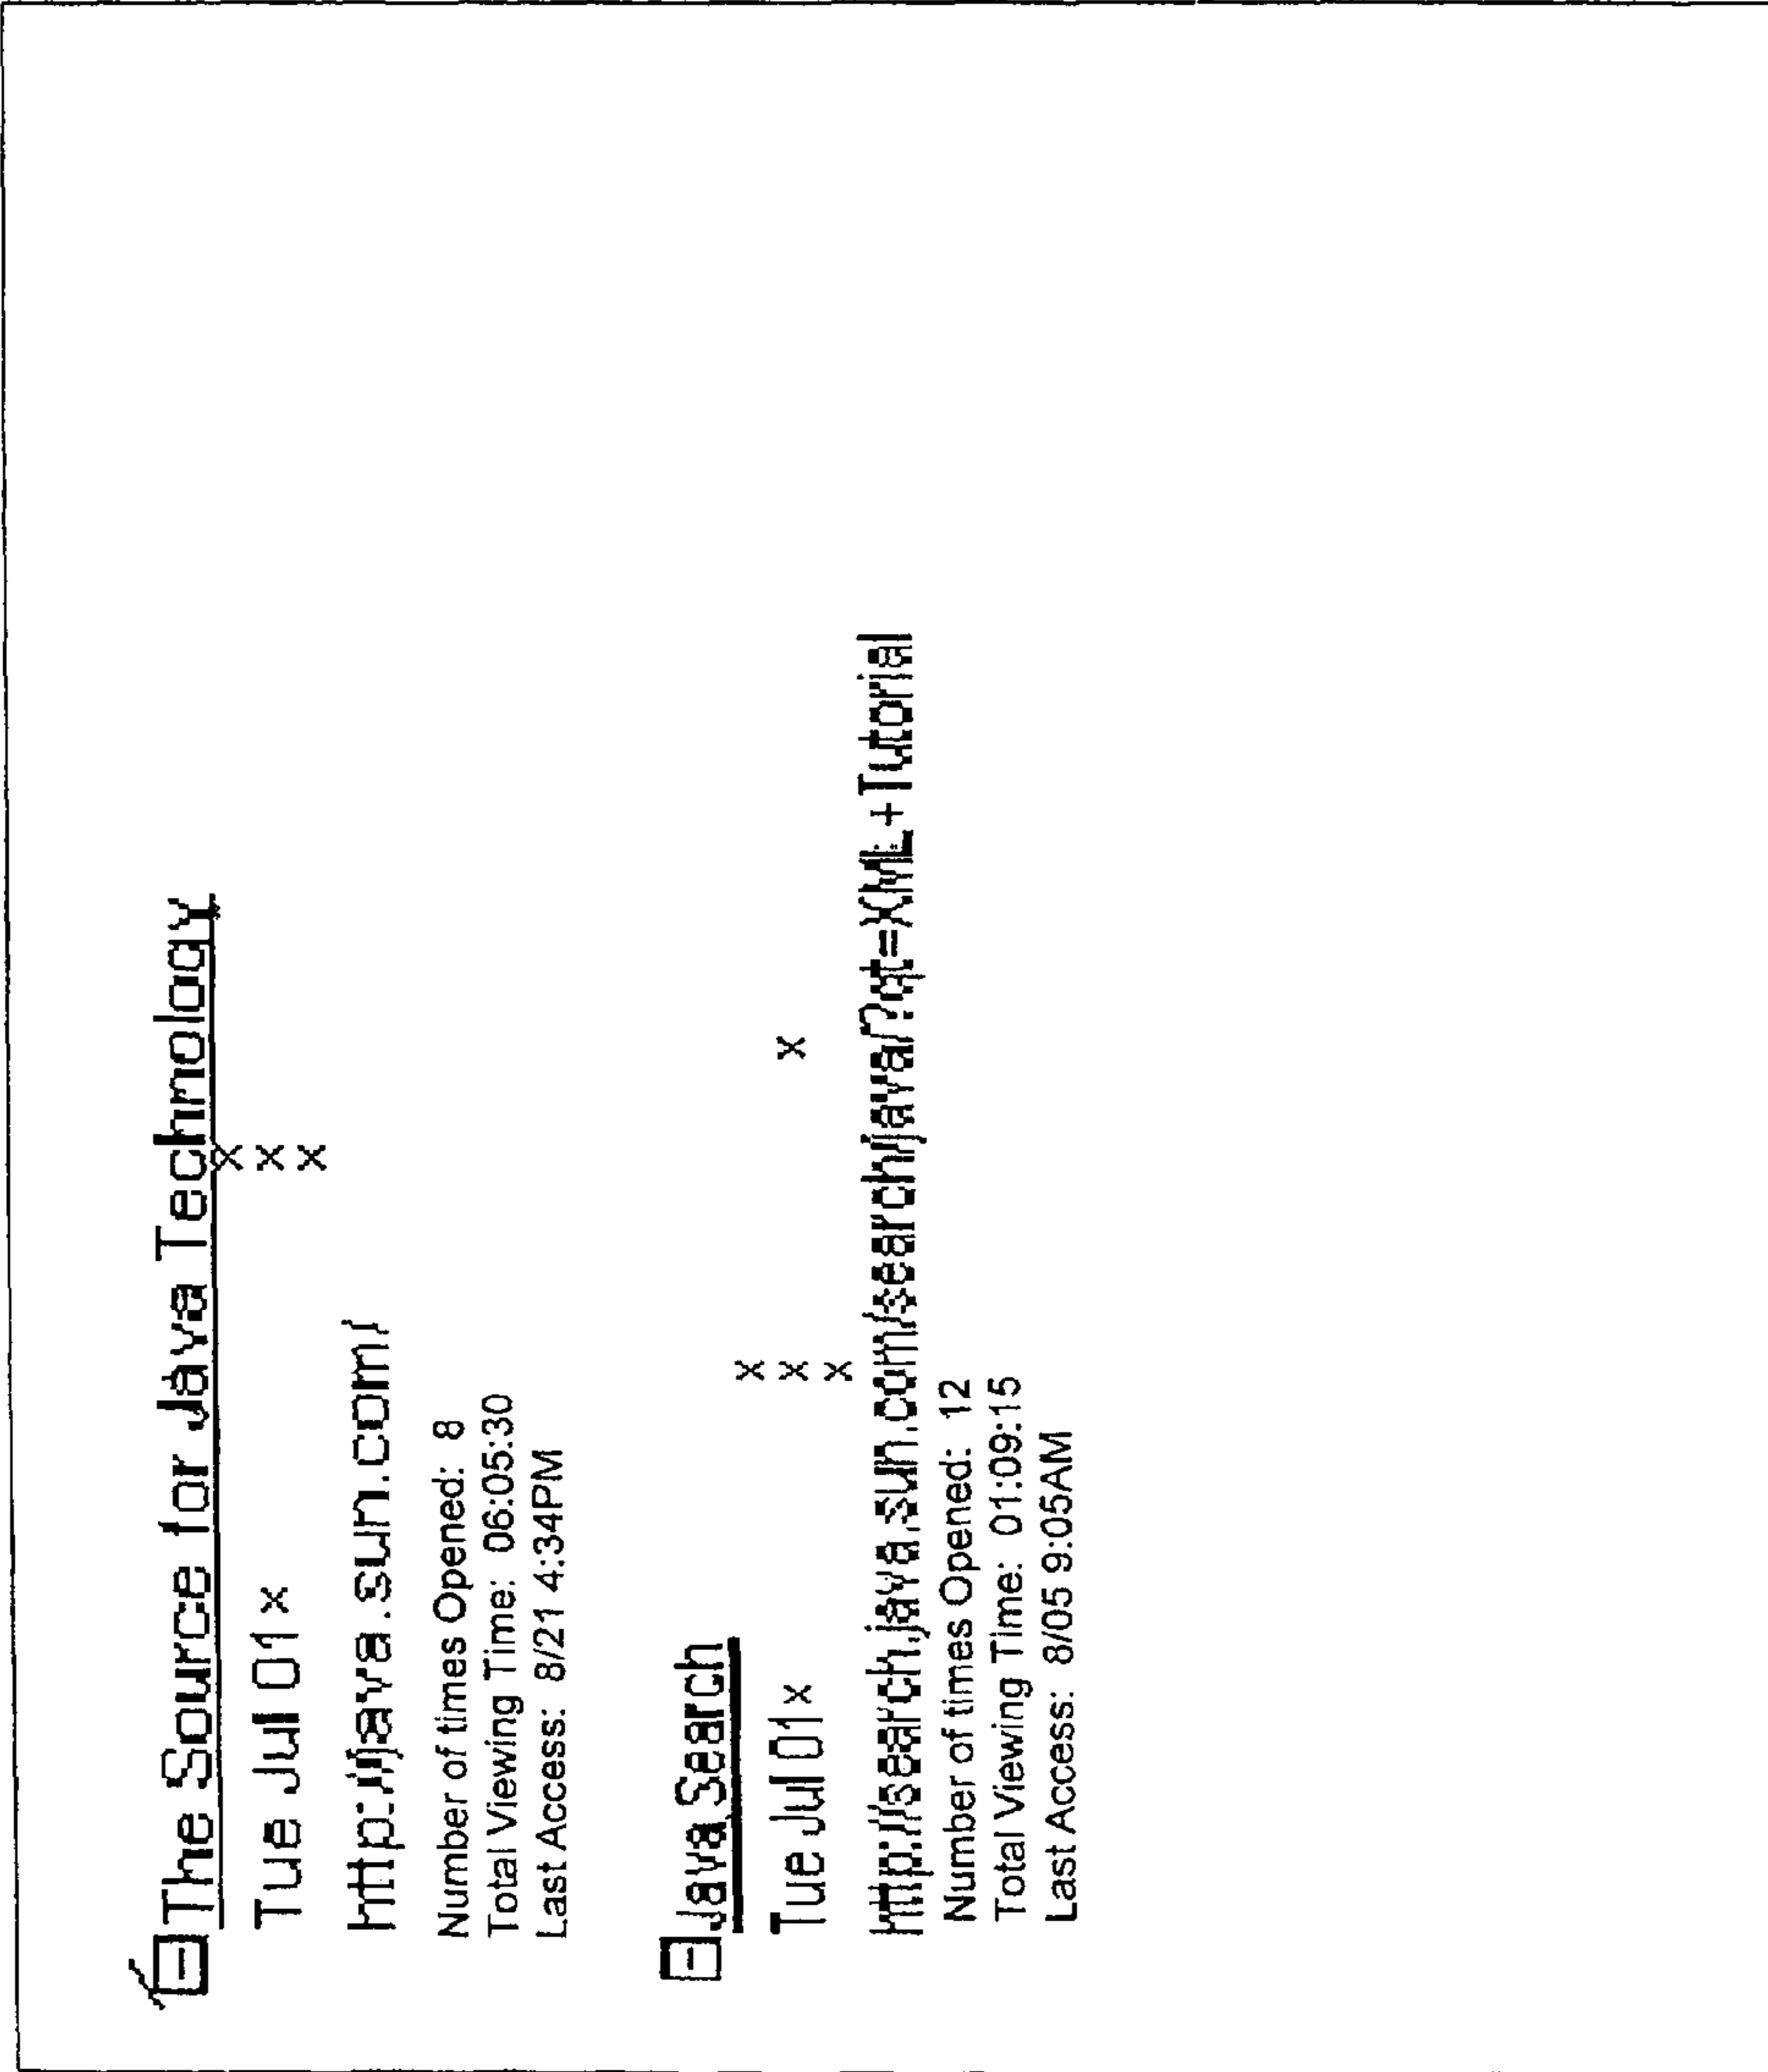 The Source for Java Technology
x
x
x
Tue Jul 01 x
http://java.sun.com/
Number of times Opened: 8
Total Viewing Time: 06:05:30
Last Access: 8/21 4:34PM
Java Search
x
Tue Jul 01 x x x
x
http://search.java.sun.com/search/java/?qt=XML+Tutorial
Number of times Opened: 12
Total Viewing Time: 01:09:15
Last Access: 8/05 9:05AM